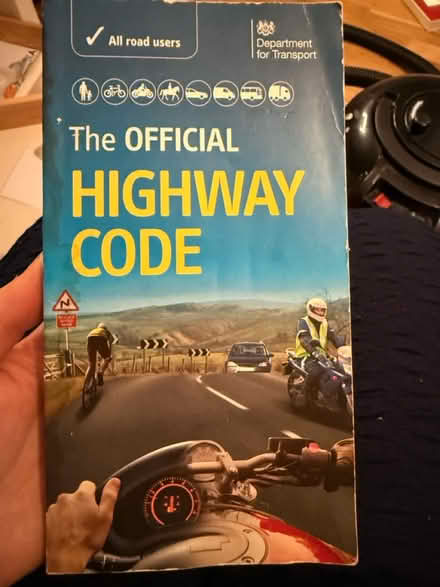 ✓ All road users
Department
for Transport
The OFFICIAL
HIGHWAY
CODE